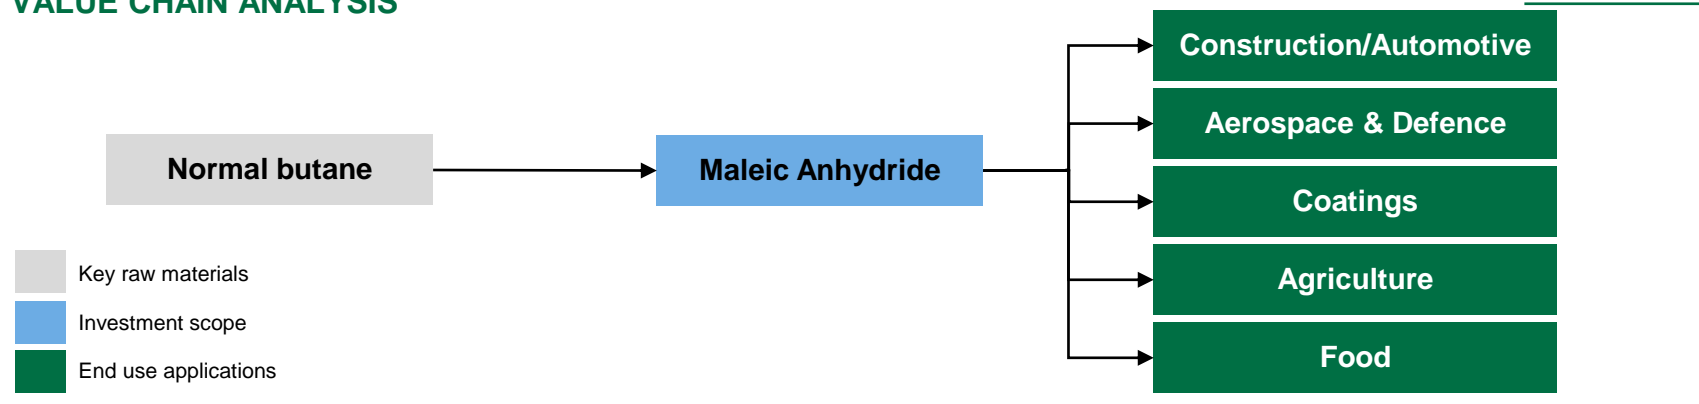 VALUE CHAIN ANALYSIS
Construction/Automotive
Aerospace & Defence
Normal butane
Maleic Anhydride
Coatings
Agriculture
Food
Key raw materials
Investment scope
End use applications